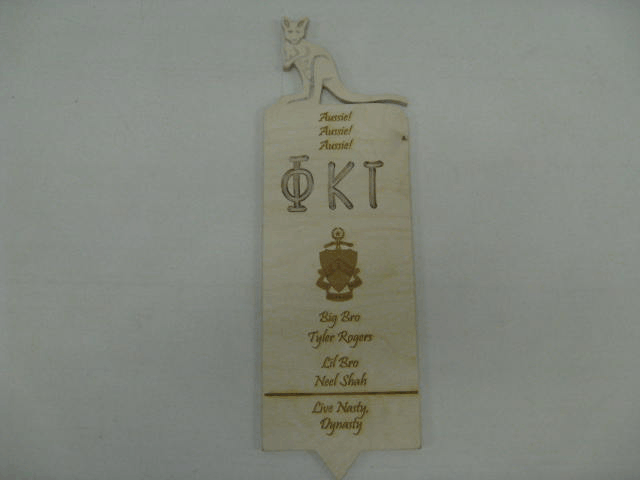 Aussie!
Aussie!
Aussie!
ΦΚΤ
Big Bro
Tyler Rogers
Lil Bro
Neel Shah
Live Nasty,
Dynasty